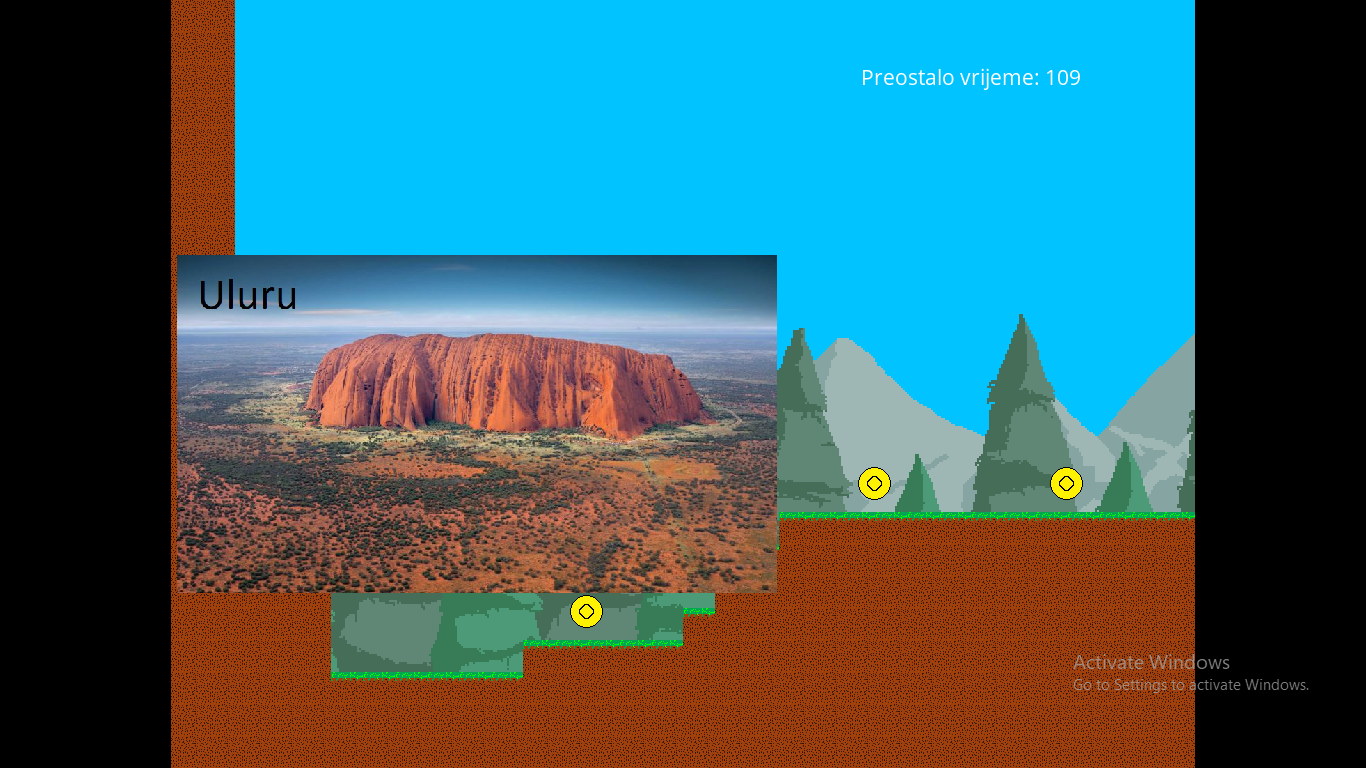 Preostalo vrijeme: 109
Uluru
Activate Windows
Go to Settings to activate Windows.